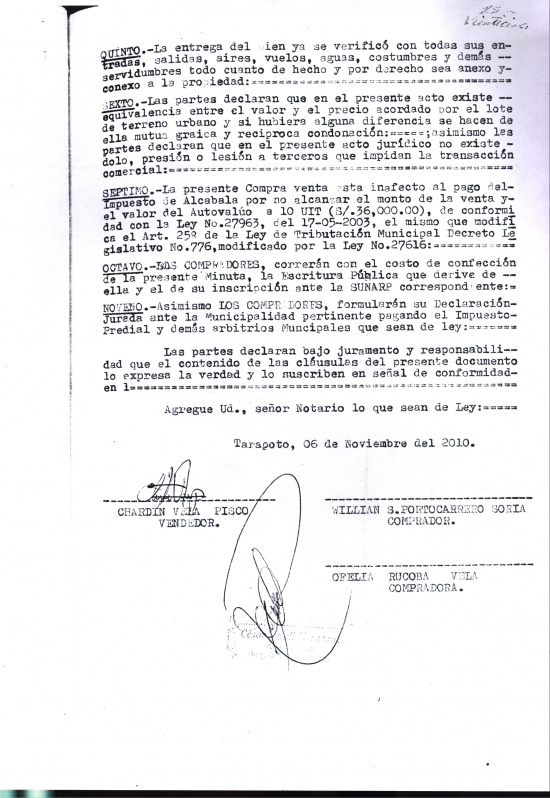 25
Veinticinco
QUINTO.-La entrega del bien ya se verificó con todas sus en-
tradas, salidas, aires, vuelos, aguas, costumbres y demás --
servidumbres todo cuanto de hecho y por derecho sea anexo y-
conexo a la propiedad:===================================
SEXTO.-Las partes declaran que en el presente acto existe --
equivalencia entre el valor y el precio acordado por el lote
de terreno urbano y si hubiera alguna diferencia se hacen de
ella mutua graica y reciproca condonación:=====;asimismo las
partes declaran que en el presente acto jurídico no existe -
dolo, presión o lesión a terceros que impidan la transacción
comercial:===============================================
SEPTIMO.-La presente Compra venta esta inafecto al pago del-
Impuesto de Alcabala por no alcanzar el monto de la venta y-
el valor del Autovalúo a 10 UIT (S/.36,000.00), de conformi
dad con la Ley No.27963, del 17-05-2003, el mismo que modifi
ca el Art. 25º de la Ley de Tributación Municipal Decreto Le
gislativo No.776,modificado por la Ley No.27616:===========
OCTAVO.-LOS COMPRADORES, correrán con el costo de confección
de la presente Minuta, la Escritura Pública que derive de --
ella y el de su inscripción ante la SUNARP correspondiente:=
NOVENO.-Asimismo LOS COMPRADORES, formularén su Declaración-
Jurada ante la Municipalidad pertinente pagando el Impuesto-
Predial y demás arbitrios Muncipales que sean de ley:=======
Las partes declaran bajo juramento y responsabili--
dad que el contenido de las cláusulas del presente documento
lo expresa la verdad y lo suscriben en señal de conformidad-
en l=====================================================
Agregue Ud., señor Notario lo que sean de Ley:=====
Tarapoto, 06 de Noviembre del 2010.
CHARDIN VELA PISCO
VENDEDOR.
WILLIAN S.PORTOCARRERO SORIA
COMPRADOR.
OFELIA RUCOBA VELA
COMPRADORA.